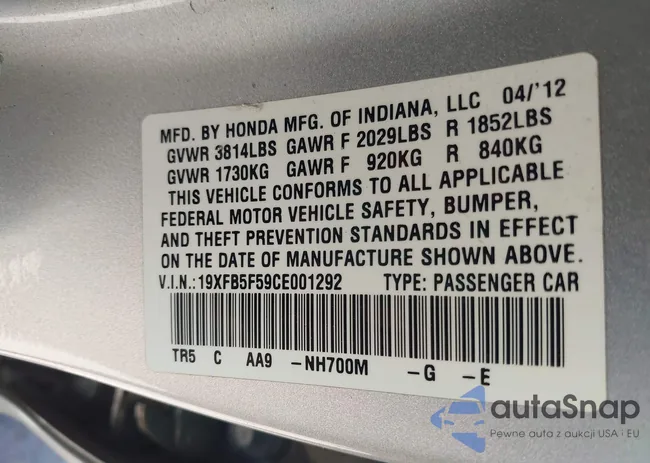 MFD. BY HONDA MFG. OF INDIANA, LLC 04/'12
GVWR 3814LBS GAWR F 2029LBS R 1852LBS
GVWR 1730KG GAWR F 920KG R 840KG
THIS VEHICLE CONFORMS TO ALL APPLICABLE
FEDERAL MOTOR VEHICLE SAFETY, BUMPER,
AND THEFT PREVENTION STANDARDS IN EFFECT
ON THE DATE OF MANUFACTURE SHOWN ABOVE.
V.I.N.:19XFB5F59CE001292 TYPE: PASSENGER CAR
TR5 C AA9 -NH700M -G -E
autaSnap
Pewne auta z aukcji USA i EU